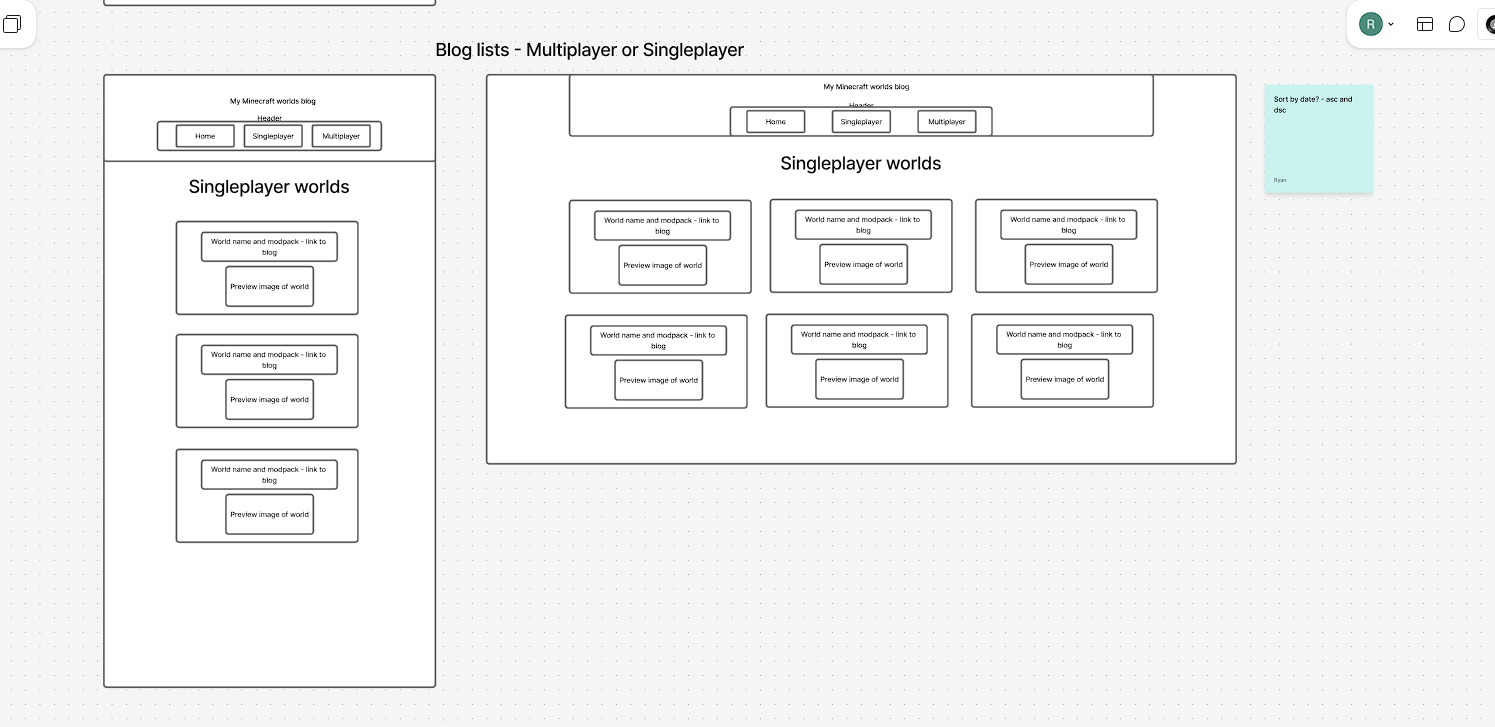 R
Blog lists - Multiplayer or Singleplayer
My Minecraft worlds blog
Header
Home
Singleplayer
Multiplayer
Singleplayer worlds
World name and modpack - link to
blog
Preview image of world
World name and modpack - link to
blog
Preview image of world
World name and modpack - link to
blog
Preview image of world
My Minecraft worlds blog
Header
Home
Singleplayer
Multiplayer
Singleplayer worlds
World name and modpack - link to
blog
Preview image of world
World name and modpack - link to
blog
Preview image of world
World name and modpack - link to
blog
Preview image of world
World name and modpack - link to
blog
Preview image of world
World name and modpack - link to
blog
Preview image of world
World name and modpack - link to
blog
Preview image of world
Sort by date? - asc and
dsc
Ryan